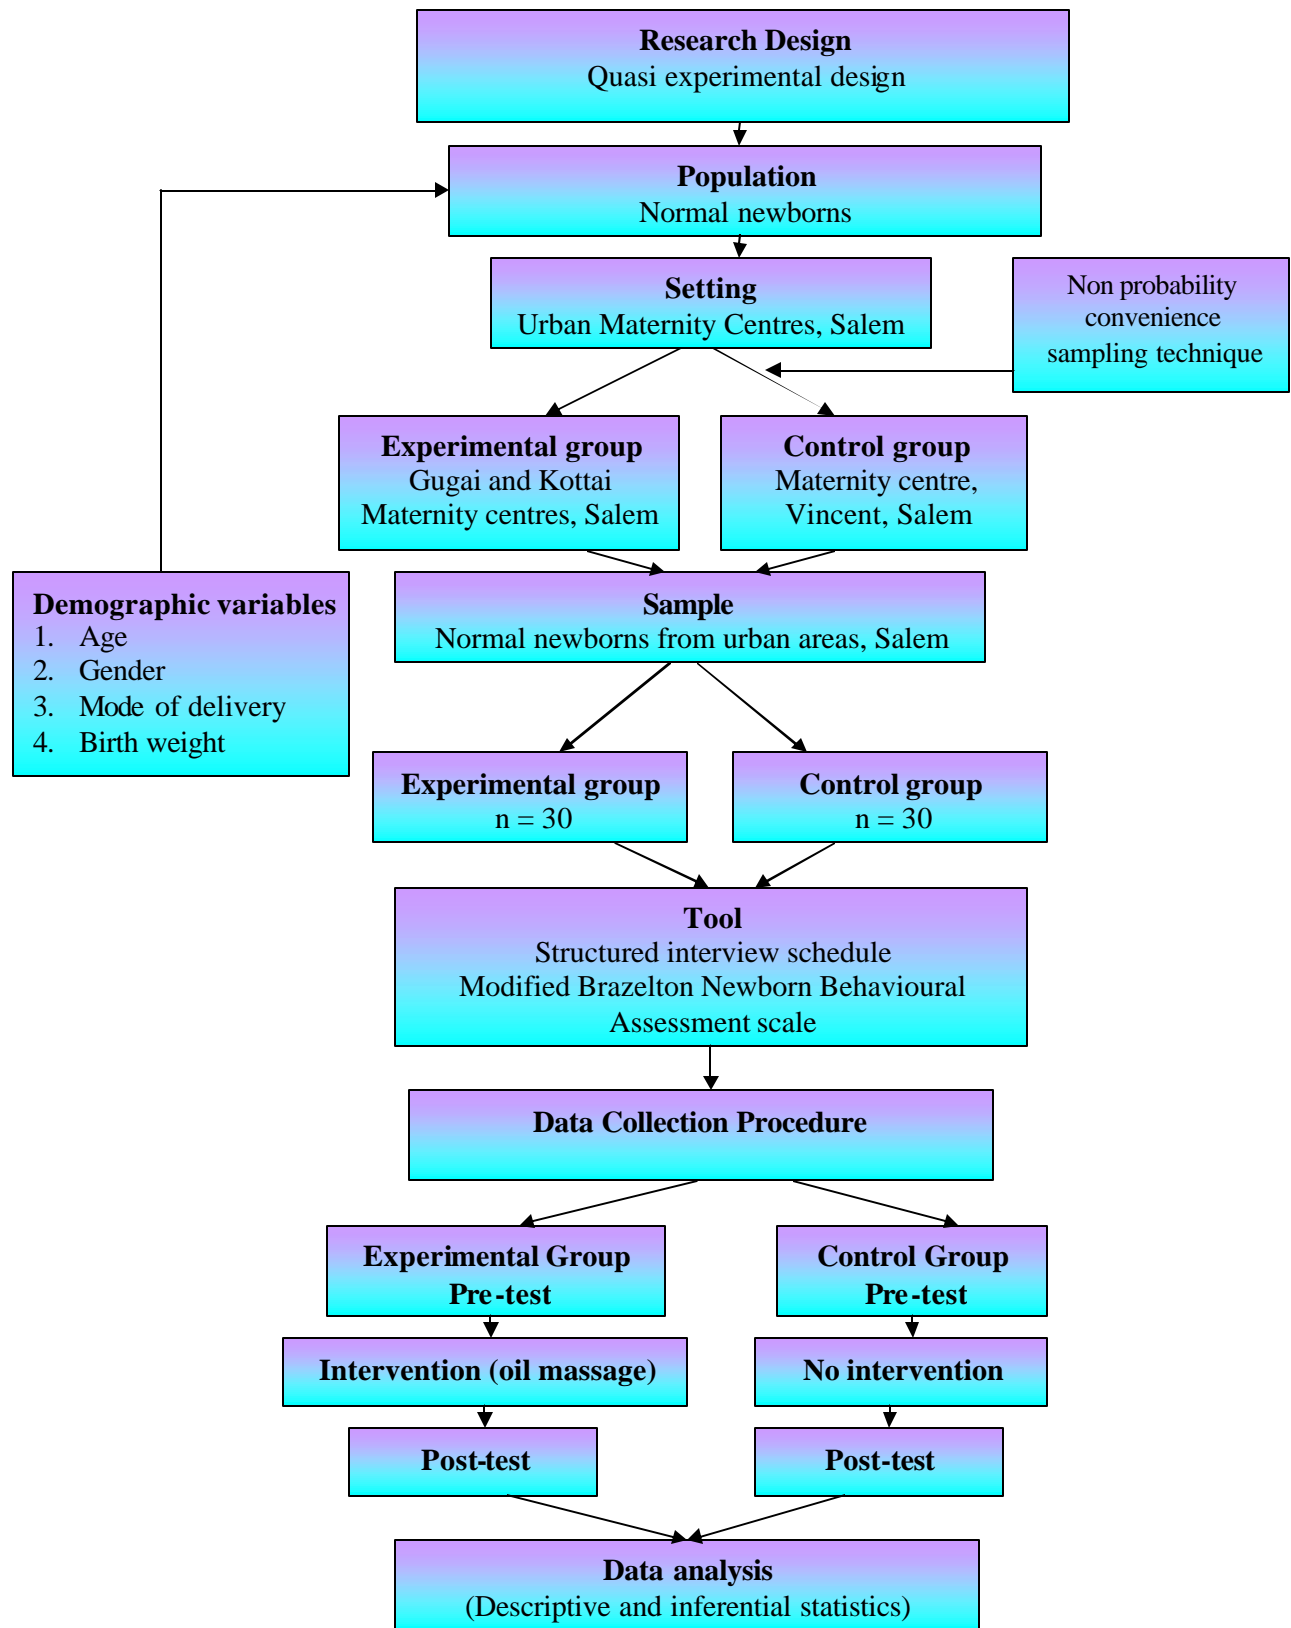 Research Design
Quasi experimental design
Population
Normal newborns
Setting
Urban Maternity Centres, Salem
Non probability
convenience
sampling technique
Experimental group
Gugai and Kottai
Maternity centres, Salem
Control group
Maternity centre,
Vincent, Salem
Demographic variables
1. Age
2. Gender
3. Mode of delivery
4. Birth weight
Sample
Normal newborns from urban areas, Salem
Experimental group
n = 30
Control group
n = 30
Tool
Structured interview schedule
Modified Brazelton Newborn Behavioural
Assessment scale
Data Collection Procedure
Experimental Group
Pre-test
Control Group
Pre-test
Intervention (oil massage)
No intervention
Post-test
Post-test
Data analysis
(Descriptive and inferential statistics)